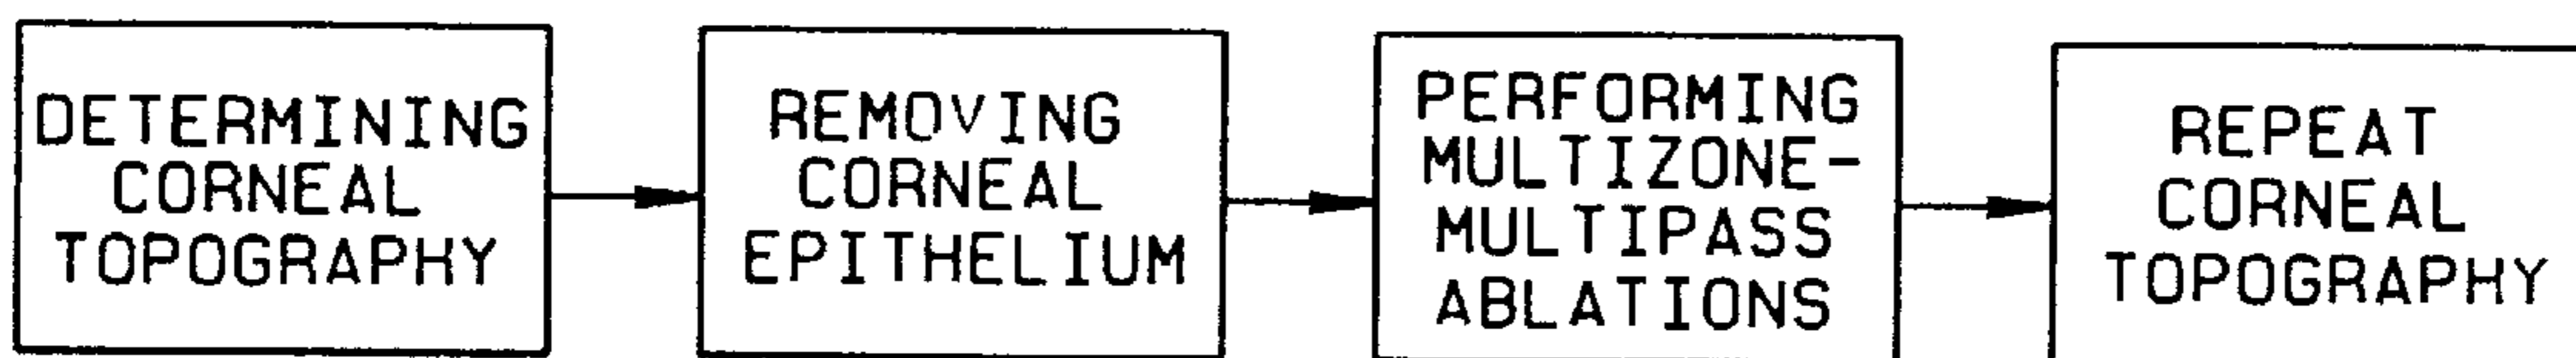 DETERMINING
CORNEAL
TOPOGRAPHY
REMOVING
CORNEAL
EPITHELIUM
PERFORMING
MULTIZONE-
MULTIPASS
ABLATIONS
REPEAT
CORNEAL
TOPOGRAPHY